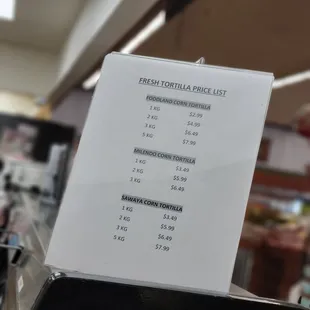 FRESH TORTILLA PRICE LIST
FOODLAND CORN TORTILLA
1 KG $2.99
2 KG $4.99
3 KG $6.49
5 KG $7.99
MILENIO CORN TORTILLA
1 KG $3.49
2 KG $5.99
3 KG $6.49
SAWAYA CORN TORTILLA
1 KG $3.49
2 KG $5.99
3 KG $6.49
5 KG $7.99